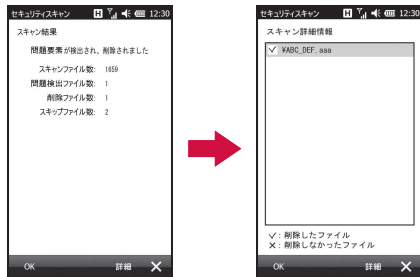 セキュリティスキャン H 12:30
スキャン結果
問題要素が検出され、削除されました
スキャンファイル数: 1659
問題検出ファイル数: 1
削除ファイル数: 1
スキップファイル数: 2
OK 詳細
セキュリティスキャン H 12:30
スキャン詳細情報
¥ABC_DEF.aaa
✓: 削除したファイル
×: 削除しなかったファイル
OK 詳細